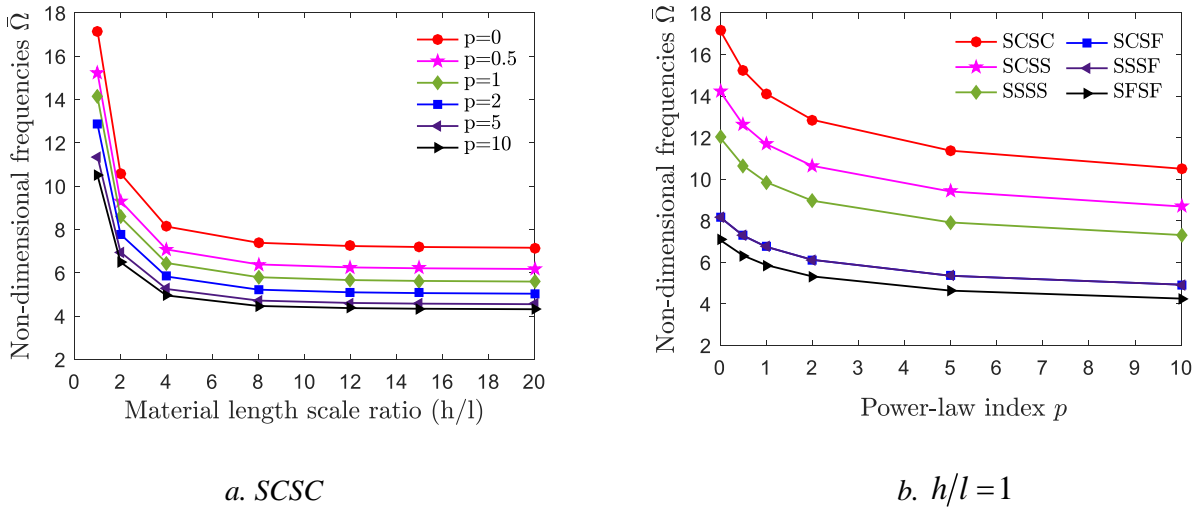 Non-dimensional frequencies Ω̄
18
16
14
12
10
8
6
4
2
0 2 4 6 8 10 12 14 16 18 20
Material length scale ratio (h/l)
p=0
p=0.5
p=1
p=2
p=5
p=10
a. SCSC
Non-dimensional frequencies Ω̄
18
16
14
12
10
8
6
4
2
0 1 2 3 4 5 6 7 8 9 10
Power-law index p
SCSC SCSF
SCSS SSSF
SSSS SFSF
b. h/l = 1